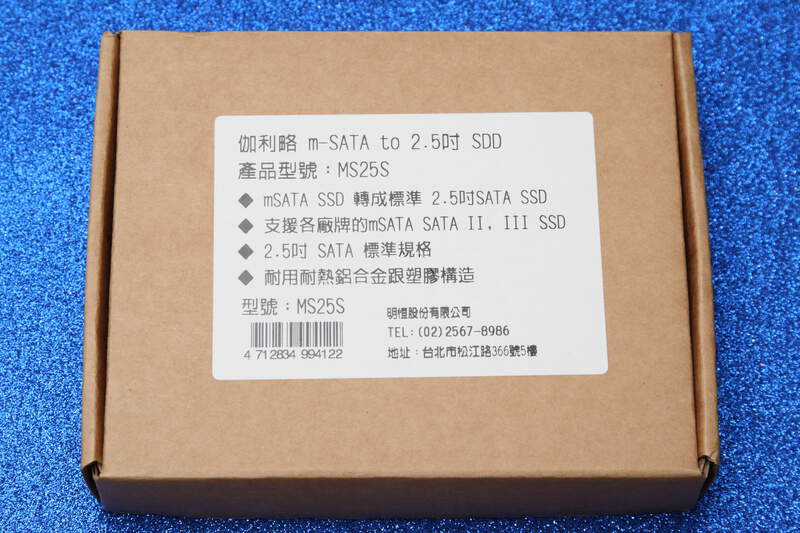 伽利略 m-SATA to 2.5吋 SDD
產品型號：MS25S
◆ mSATA SSD 轉成標準 2.5吋SATA SSD
◆ 支援各廠牌的mSATA SATA II, III SSD
◆ 2.5吋 SATA 標準規格
◆ 耐用耐熱鋁合金跟塑膠構造
型號：MS25S
4 712834 994122
明恒股份有限公司
TEL:(02)2567-8986
地址：台北市松江路366號5樓